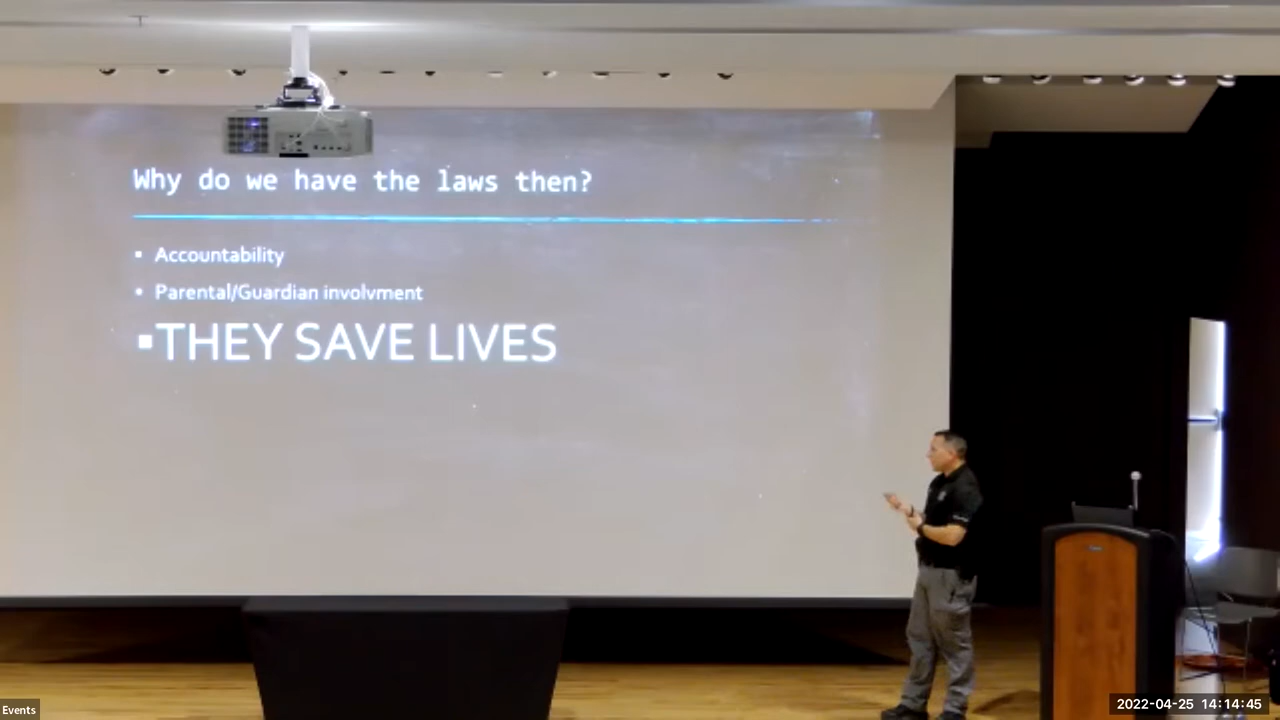 Why do we have the laws then?
▪ Accountability
▪ Parental/Guardian involvment
▪THEY SAVE LIVES
Events
2022-04-25 14:14:45